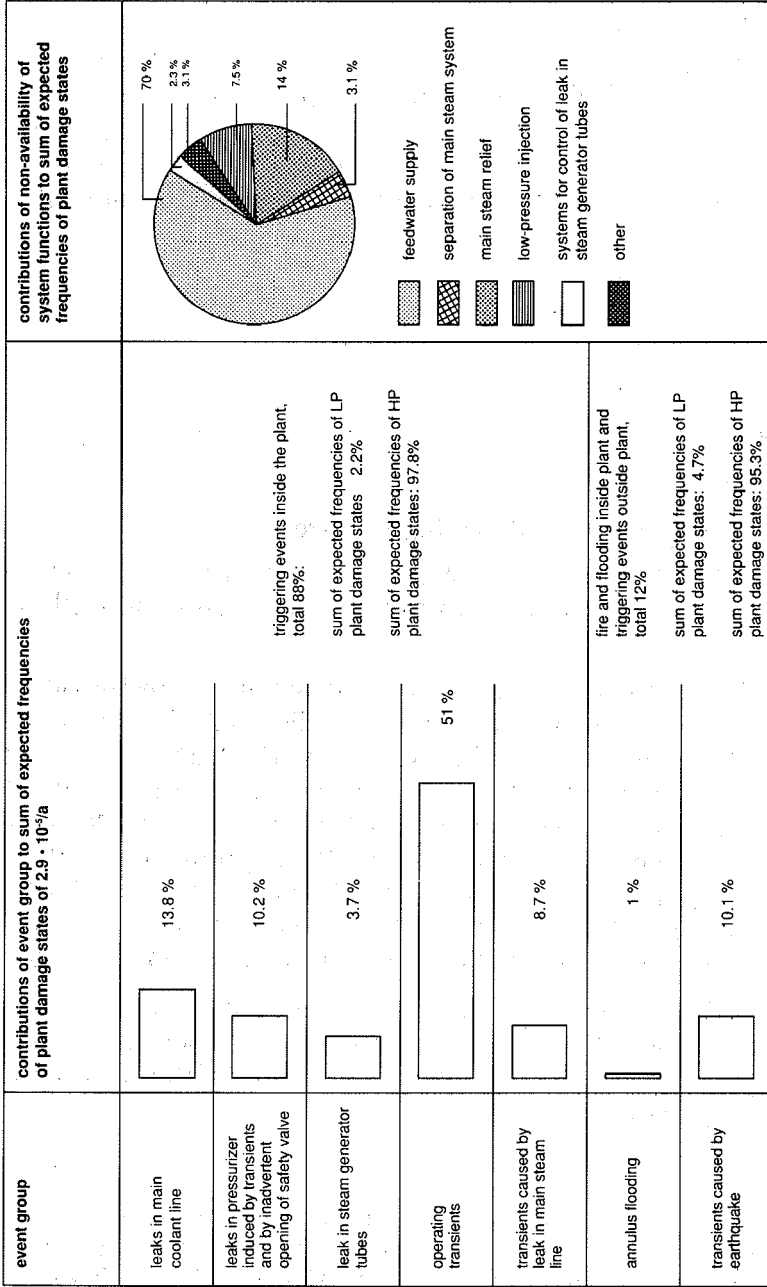 event group
contributions of event group to sum of expected frequencies
of plant damage states of 2.9 • 10⁻⁵/a
contributions of non-availability of
system functions to sum of expected
frequencies of plant damage states
leaks in main
coolant line
13.8 %
leaks in pressurizer
induced by transients
and by inadvertent
opening of safety valve
10.2 %
leak in steam generator
tubes
3.7 %
operating
transients
51 %
transients caused by
leak in main steam
line
8.7 %
triggering events inside the plant,
total 88%:
sum of expected frequencies of LP
plant damage states 2.2%
sum of expected frequencies of HP
plant damage states: 97.8%
annulus flooding
1 %
transients caused by
earthquake
10.1 %
fire and flooding inside plant and
triggering events outside plant,
total 12%
sum of expected frequencies of LP
plant damage states: 4.7%
sum of expected frequencies of HP
plant damage states: 95.3%
70 %
2.3 %
3.1 %
7.5 %
14 %
3.1 %
feedwater supply
separation of main steam system
main steam relief
low-pressure injection
systems for control of leak in
steam generator tubes
other